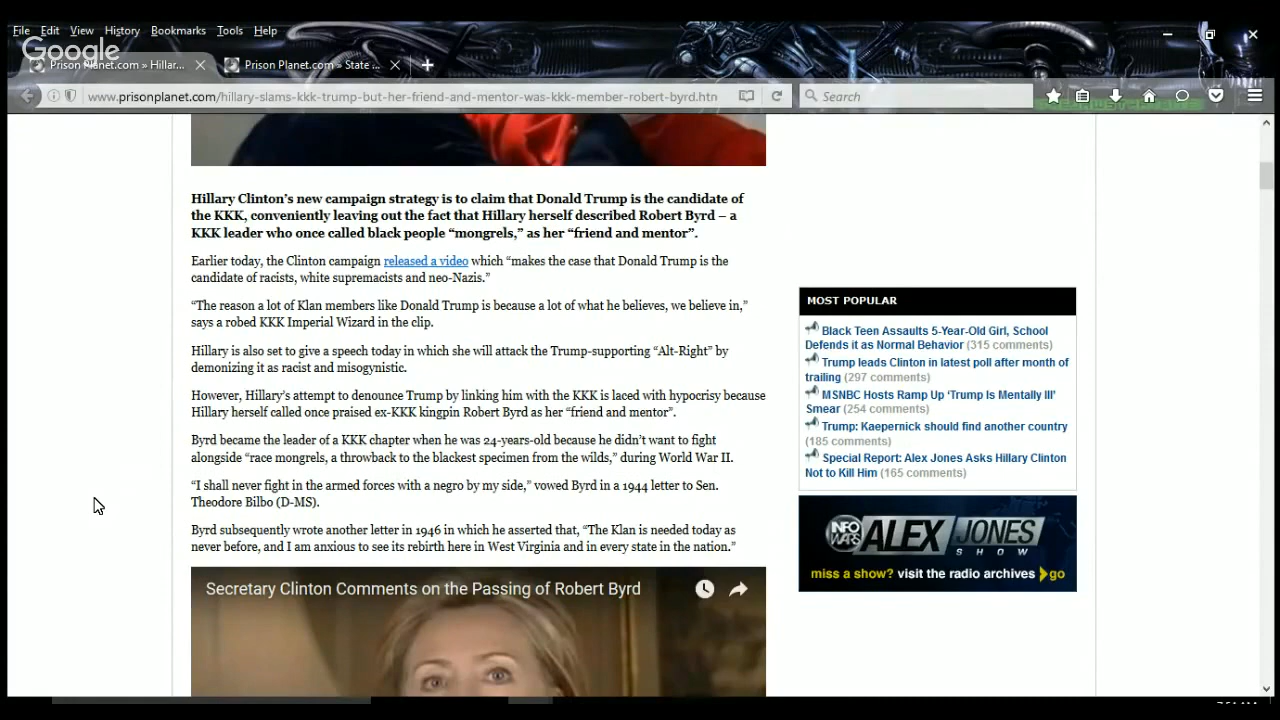 File Edit View History Bookmarks Tools Help
Google
Prison Planet.com » Hillar...
Prison Planet.com » State ...
www.prisonplanet.com/hillary-slams-kkk-trump-but-her-friend-and-mentor-was-kkk-member-robert-byrd.htn
Search
Hillary Clinton’s new campaign strategy is to claim that Donald Trump is the candidate of
the KKK, conveniently leaving out the fact that Hillary herself described Robert Byrd – a
KKK leader who once called black people “mongrels,” as her “friend and mentor”.
Earlier today, the Clinton campaign released a video which “makes the case that Donald Trump is the
candidate of racists, white supremacists and neo-Nazis.”
“The reason a lot of Klan members like Donald Trump is because a lot of what he believes, we believe in,”
says a robed KKK Imperial Wizard in the clip.
Hillary is also set to give a speech today in which she will attack the Trump-supporting “Alt-Right” by
demonizing it as racist and misogynistic.
However, Hillary’s attempt to denounce Trump by linking him with the KKK is laced with hypocrisy because
Hillary herself called once praised ex-KKK kingpin Robert Byrd as her “friend and mentor”.
Byrd became the leader of a KKK chapter when he was 24-years-old because he didn’t want to fight
alongside “race mongrels, a throwback to the blackest specimen from the wilds,” during World War II.
“I shall never fight in the armed forces with a negro by my side,” vowed Byrd in a 1944 letter to Sen.
Theodore Bilbo (D-MS).
Byrd subsequently wrote another letter in 1946 in which he asserted that, “The Klan is needed today as
never before, and I am anxious to see its rebirth here in West Virginia and in every state in the nation.”
Secretary Clinton Comments on the Passing of Robert Byrd
MOST POPULAR
Black Teen Assaults 5-Year-Old Girl, School
Defends it as Normal Behavior (315 comments)
Trump leads Clinton in latest poll after month of
trailing (297 comments)
MSNBC Hosts Ramp Up ‘Trump Is Mentally Ill’
Smear (254 comments)
Trump: Kaepernick should find another country
(185 comments)
Special Report: Alex Jones Asks Hillary Clinton
Not to Kill Him (165 comments)
INFO WARS ALEX JONES
SHOW
miss a show? visit the radio archives go